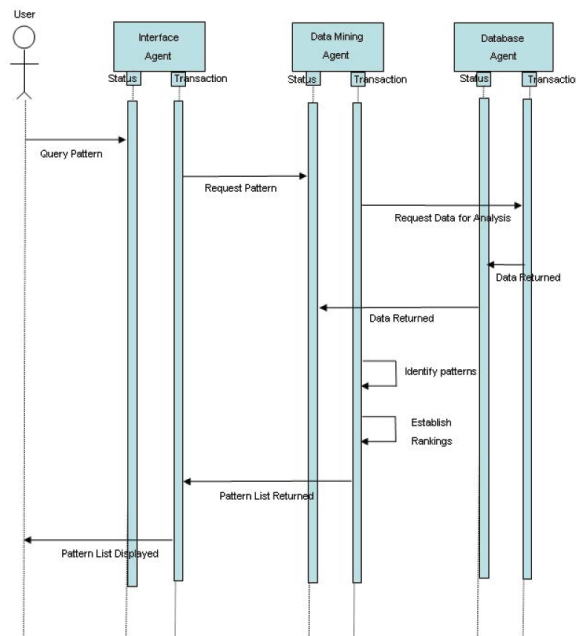 User
Interface
Agent
Data Mining
Agent
Database
Agent
Status
Transaction
Status
Transaction
Status
Transactio
Query Pattern
Request Pattern
Request Data for Analysis
Data Returned
Data Returned
Identify patterns
Establish
Rankings
Pattern List Returned
Pattern List Displayed